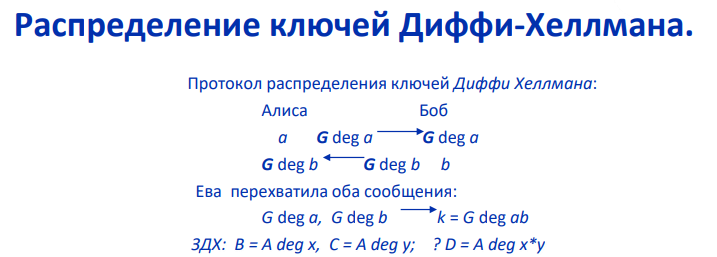 Распределение ключей Диффи-Хеллмана.
Протокол распределения ключей Диффи Хеллмана:
Алиса Боб
a G deg a G deg a
G deg b G deg b b
Ева перехватила оба сообщения:
G deg a, G deg b k = G deg ab
ЗДХ: B = A deg x, C = A deg y; ? D = A deg x*y